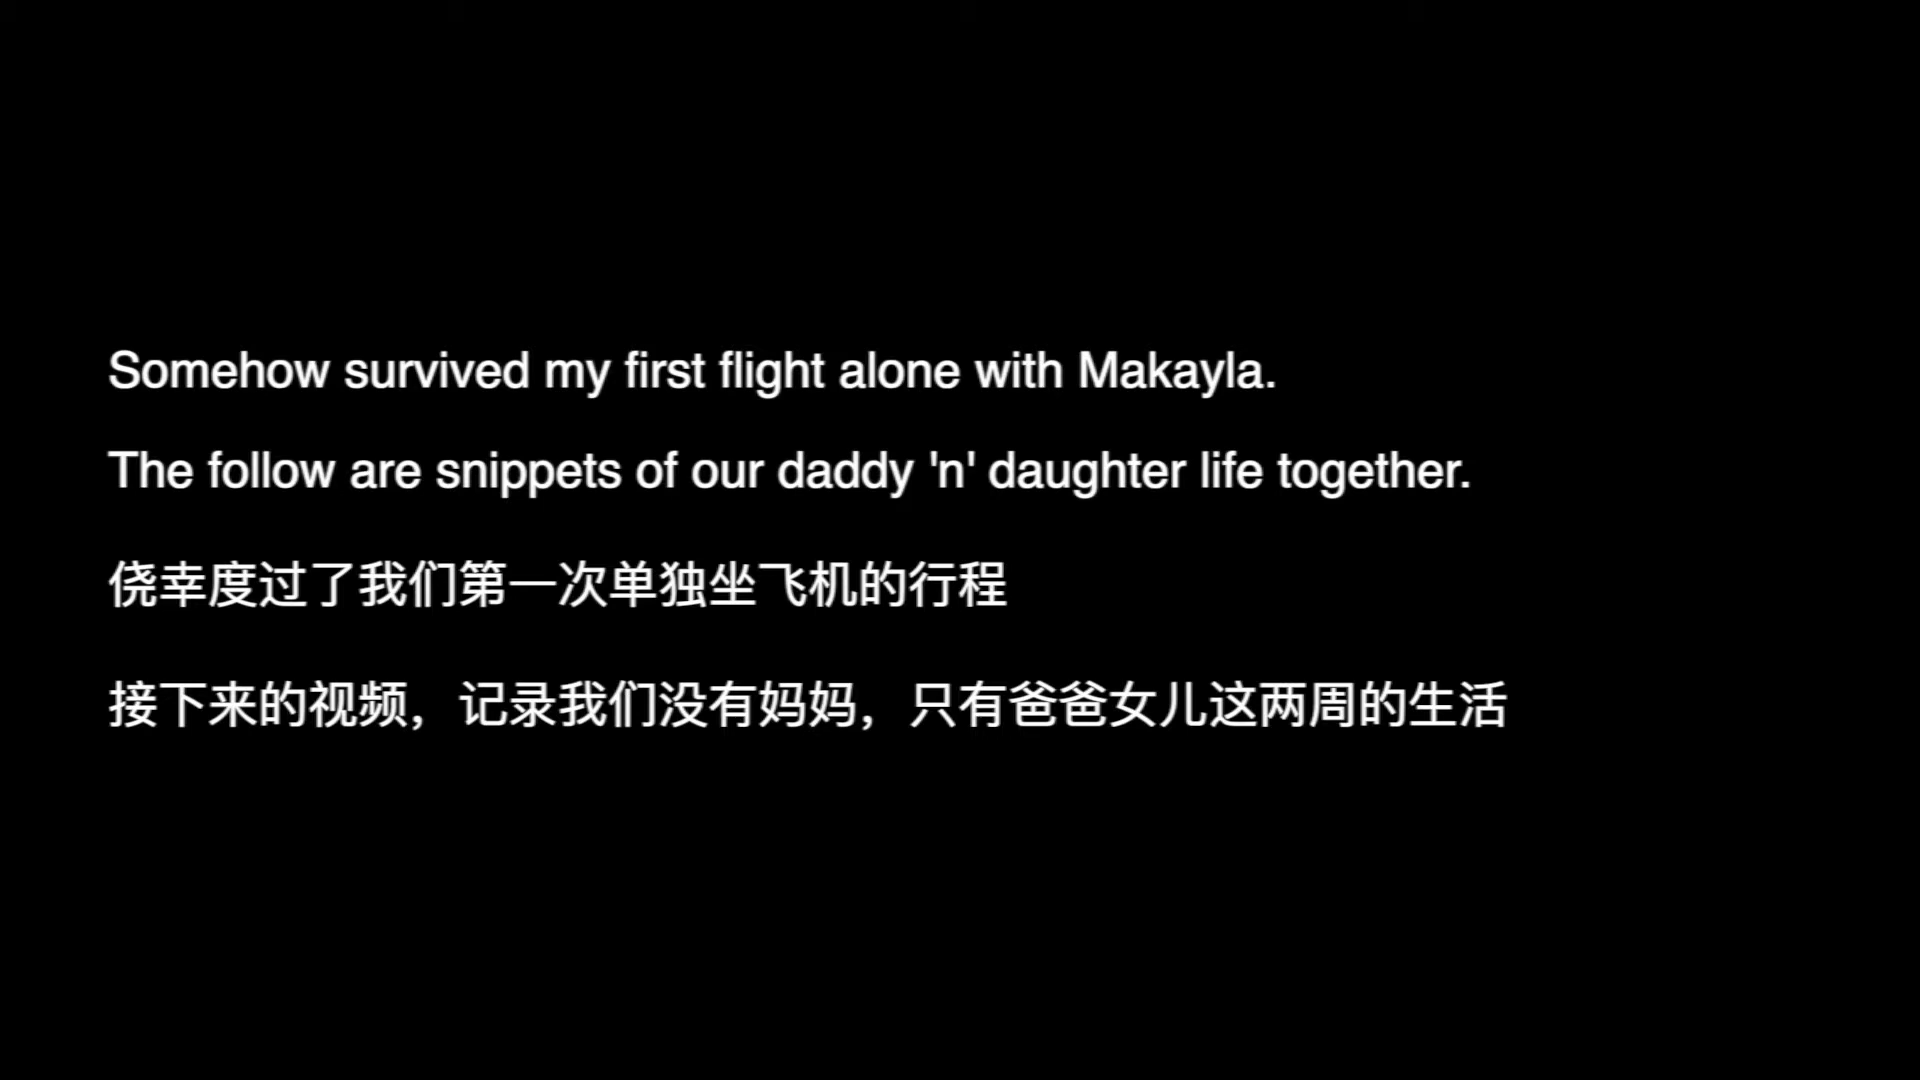 Somehow survived my first flight alone with Makayla.
The follow are snippets of our daddy 'n' daughter life together.
侥幸度过了我们第一次单独坐飞机的行程
接下来的视频，记录我们没有妈妈，只有爸爸女儿这两周的生活